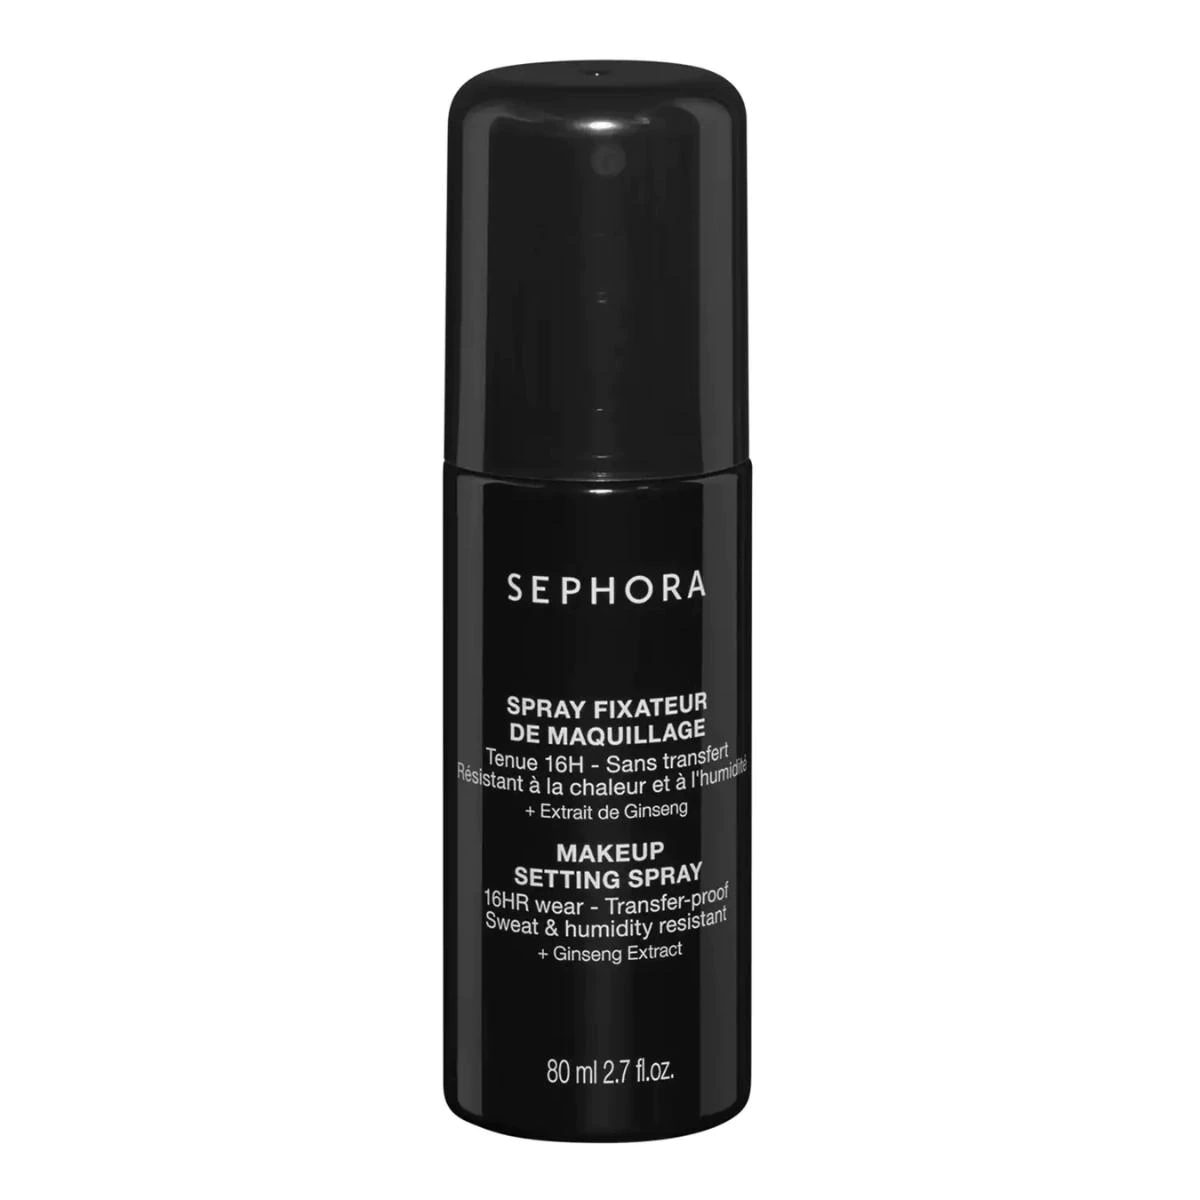 SEPHORA
SPRAY FIXATEUR
DE MAQUILLAGE
Tenue 16H - Sans transfert
Résistant à la chaleur et à l'humidité
+ Extrait de Ginseng
MAKEUP
SETTING SPRAY
16HR wear - Transfer-proof
Sweat & humidity resistant
+ Ginseng Extract
80 ml 2.7 fl.oz.